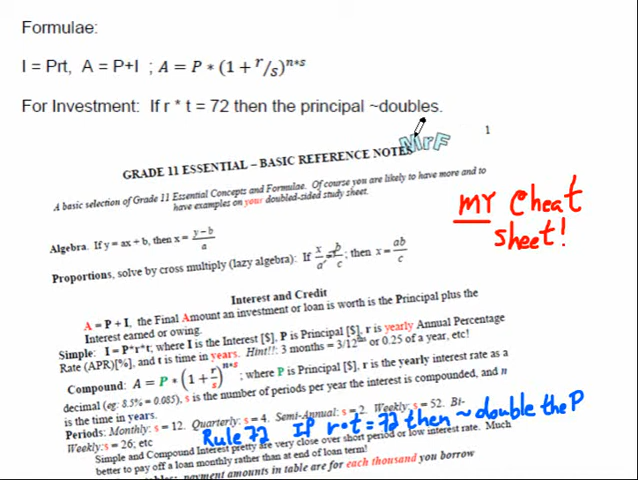 Formulae:
I = Prt, A = P+I ; A = P * (1 + r/s)^n*s
For Investment: If r * t = 72 then the principal ~doubles.
MrF
1
GRADE 11 ESSENTIAL – BASIC REFERENCE NOTES
A basic selection of Grade 11 Essential Concepts and Formulae. Of course you are likely to have more and to
have examples on your doubled-sided study sheet.
MY Cheat
sheet!
Algebra. If y = ax + b, then x = (y – b)/a
Proportions, solve by cross multiply (lazy algebra): If x/a = b/c; then x = ab/c
Interest and Credit
A = P + I, the Final Amount an investment or loan is worth is the Principal plus the
Interest earned or owing.
Simple: I = P*r*t; where I is the Interest [$], P is Principal [$], r is yearly Annual Percentage
Rate (APR)[%], and t is time in years. Hint!!: 3 months = 3/12ths or 0.25 of a year, etc!
Compound: A = P * (1 + r/s)^n*s ; where P is Principal [$], r is the yearly interest rate as a
decimal (eg: 8.5% = 0.085), s is the number of periods per year the interest is compounded, and n
is the time in years.
Periods: Monthly:s = 12. Quarterly:s = 4. Semi-Annual:s = 2. Weekly:s = 52. Bi-
Weekly:s = 26; etc
Rule 72 If r•t = 72 then ~ double the P
Simple and Compound Interest pretty are very close over short period or low interest rate. Much
better to pay off a loan monthly rather than at end of loan term!
payment amounts in table are for each thousand you borrow